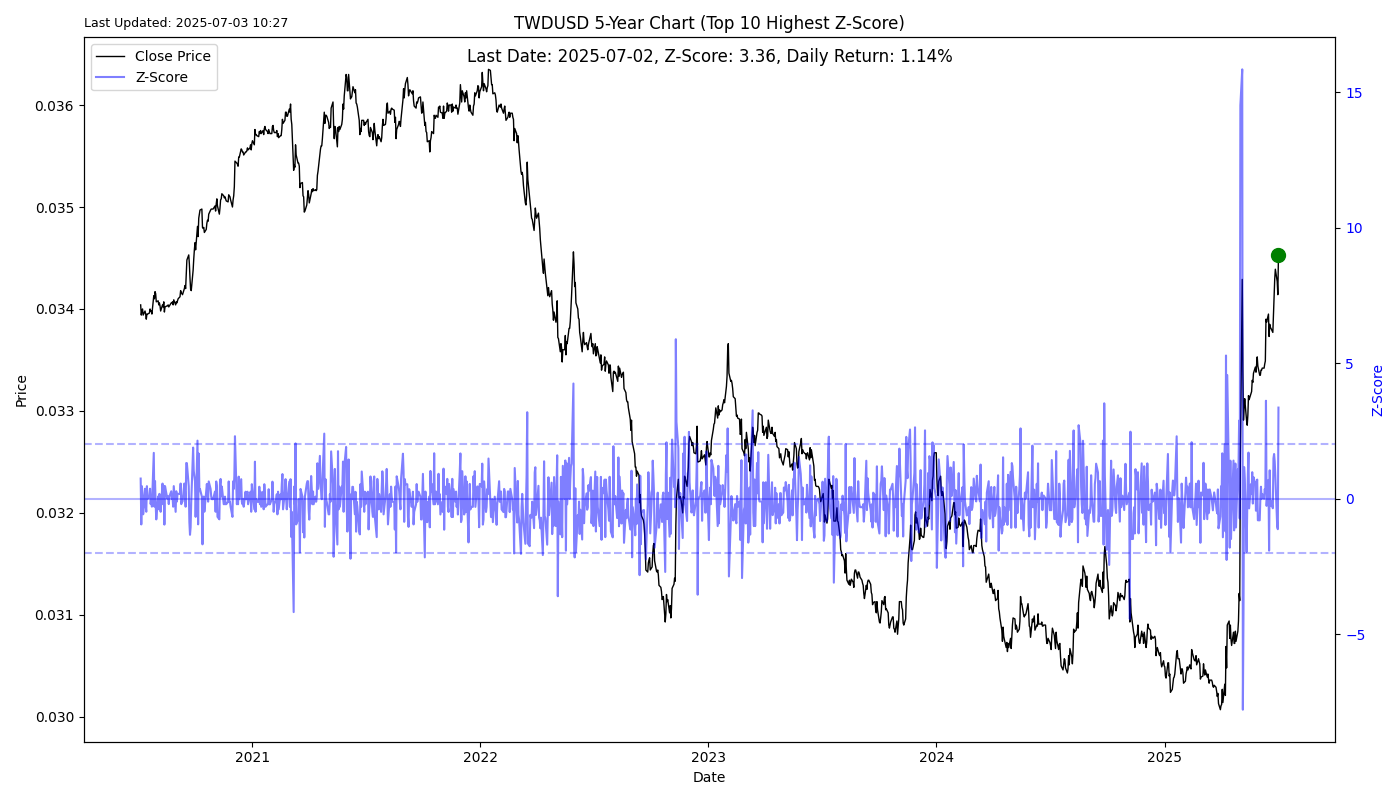 Last Updated: 2025-07-03 10:27
TWDUSD 5-Year Chart (Top 10 Highest Z-Score)
Last Date: 2025-07-02, Z-Score: 3.36, Daily Return: 1.14%
Close Price
Z-Score
Price
0.036
0.035
0.034
0.033
0.032
0.031
0.030
15
10
5
0
−5
Z-Score
2021
2022
2023
2024
2025
Date